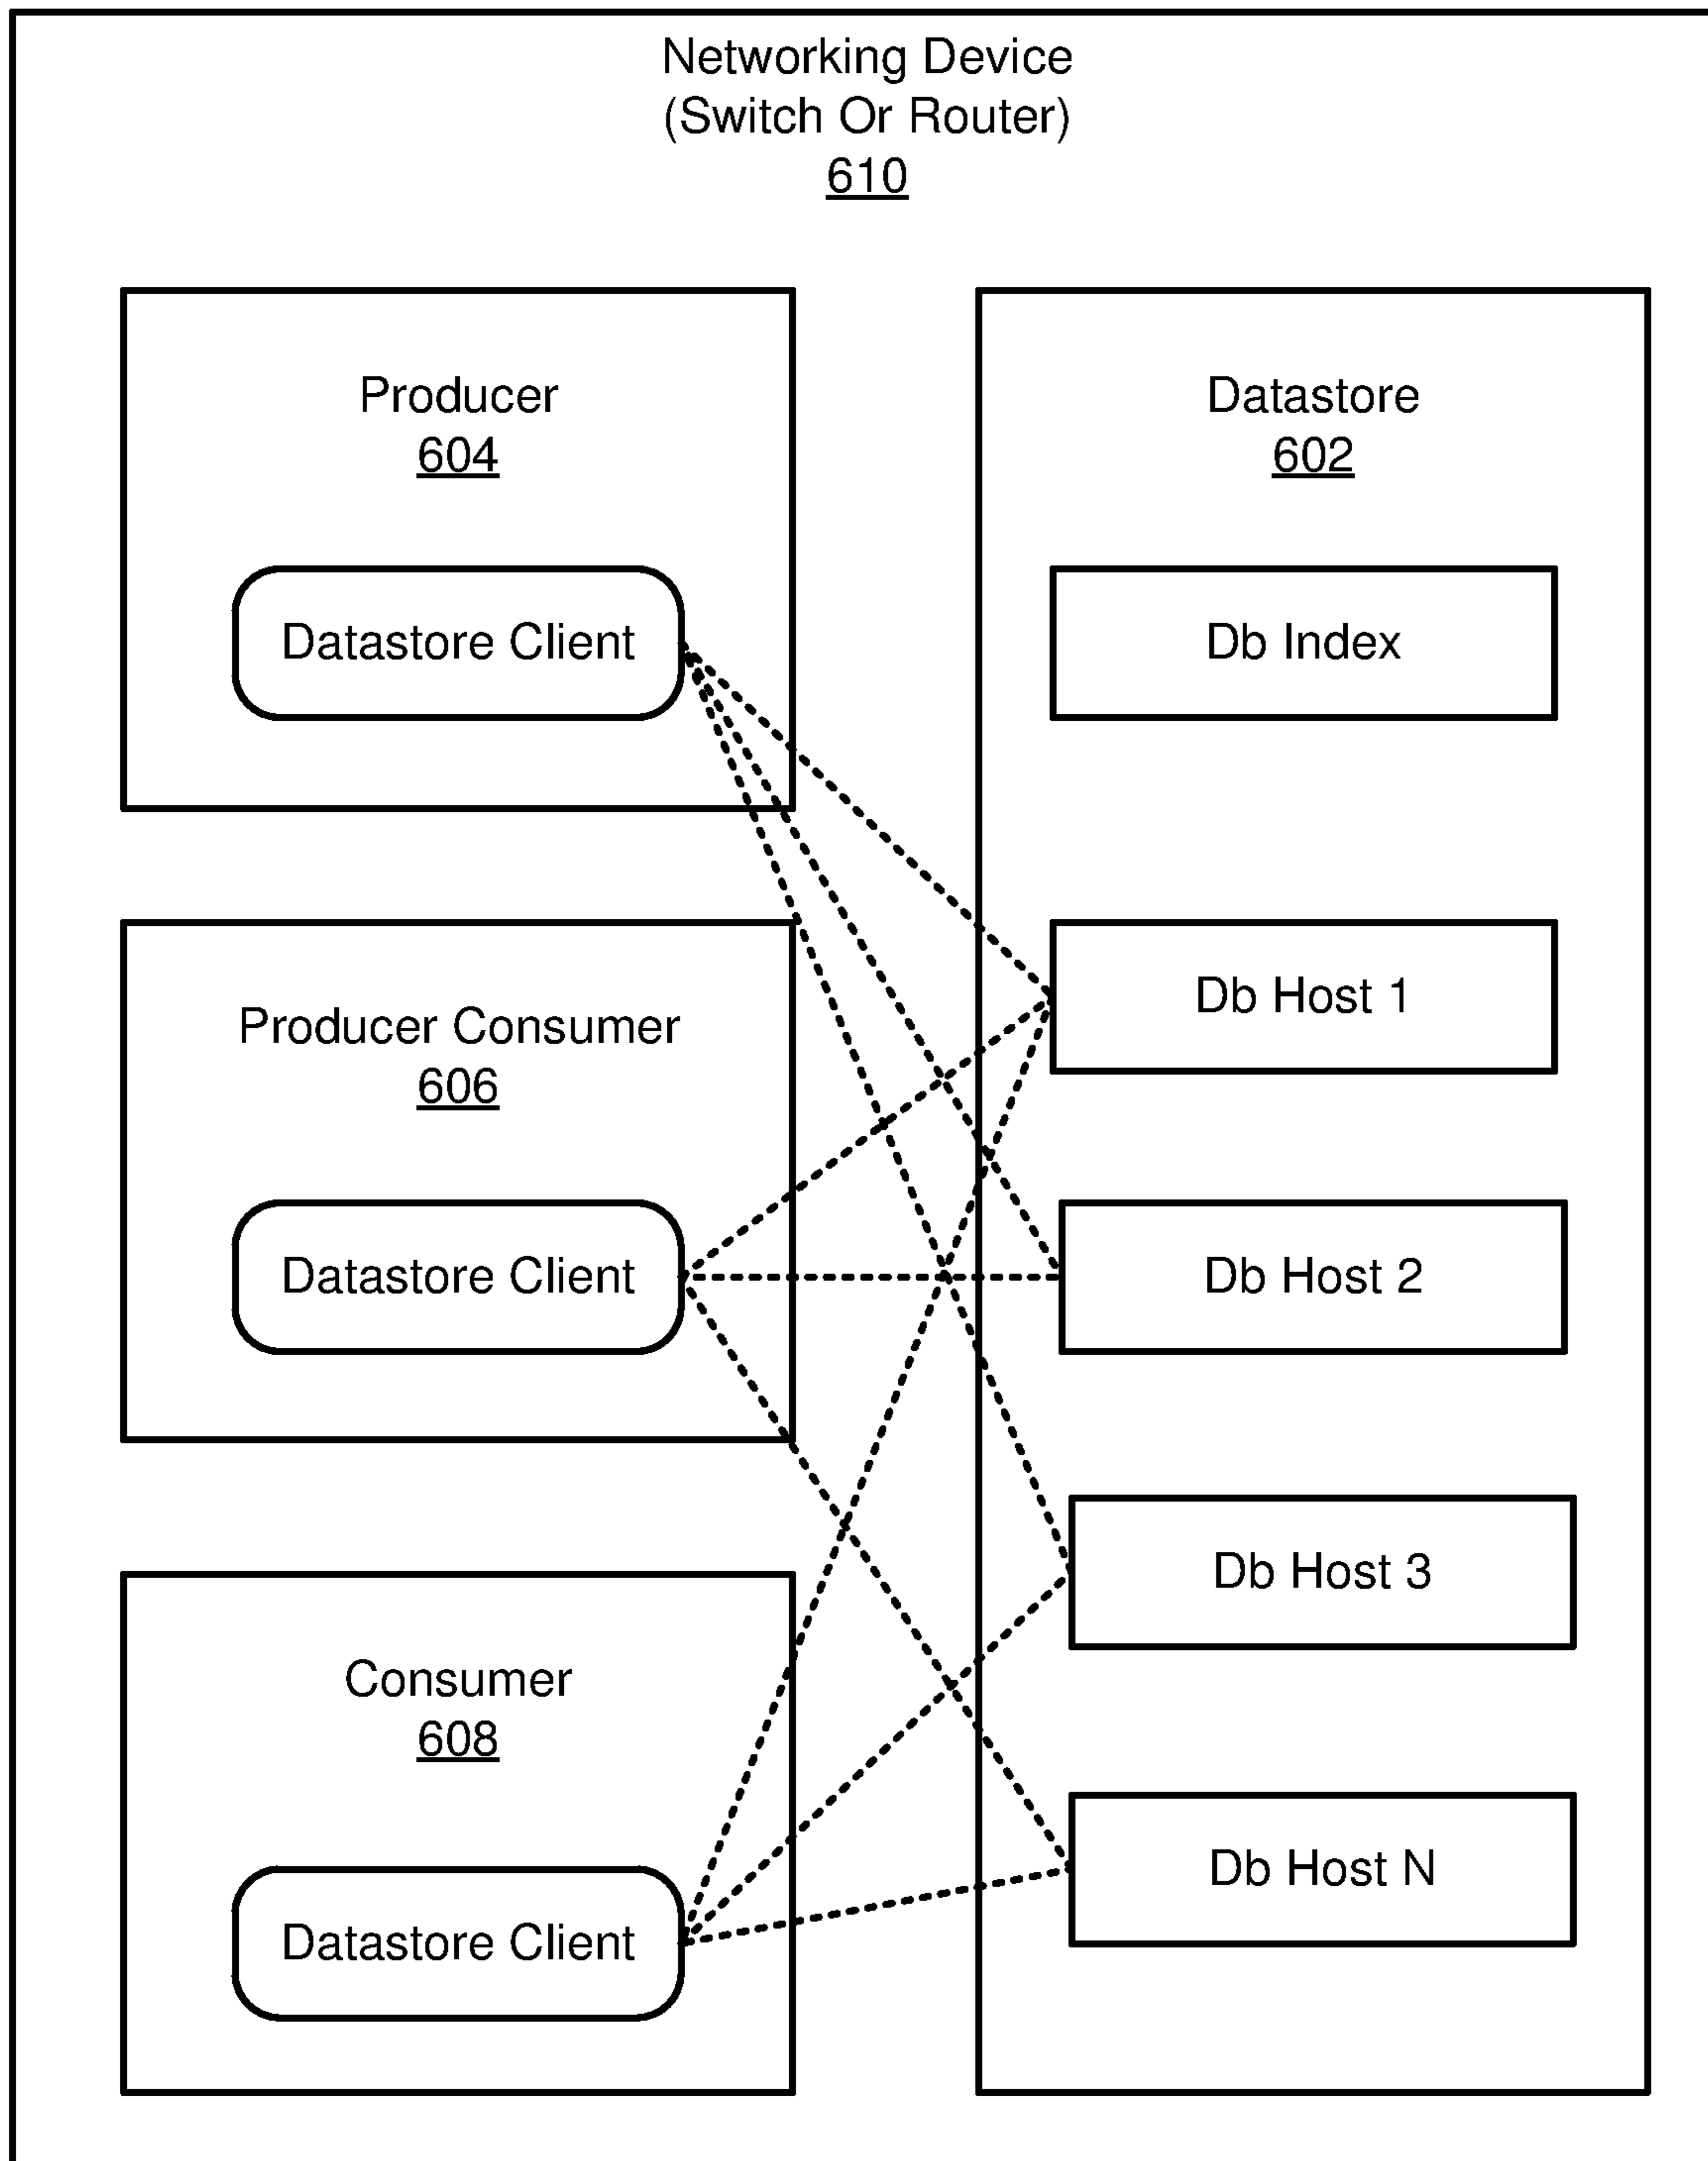 Networking Device
(Switch Or Router)
610
Producer
604
Datastore Client
Producer Consumer
606
Datastore Client
Consumer
608
Datastore Client
Datastore
602
Db Index
Db Host 1
Db Host 2
Db Host 3
Db Host N